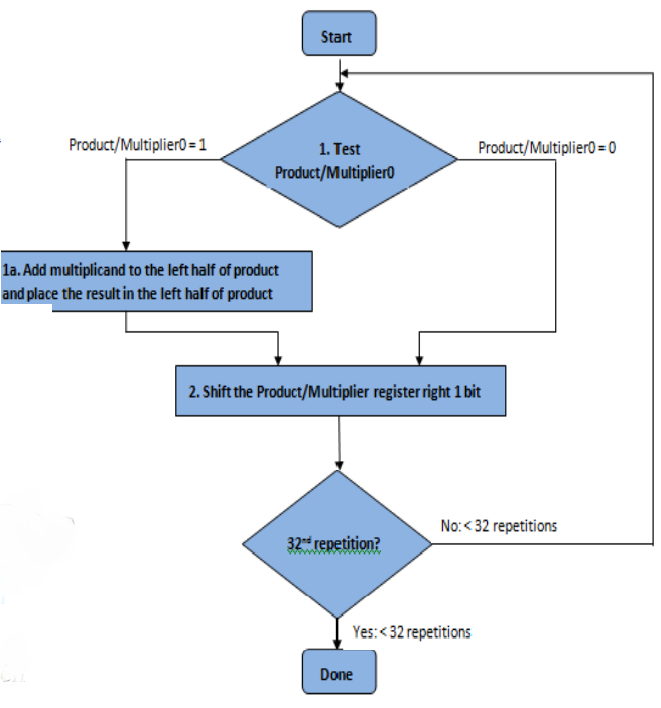 Start
1. Test
Product/Multiplier0
Product/Multiplier0 = 1
Product/Multiplier0 = 0
1a. Add multiplicand to the left half of product
and place the result in the left half of product
2. Shift the Product/Multiplier register right 1 bit
32nd repetition?
No: < 32 repetitions
Yes: < 32 repetitions
Done